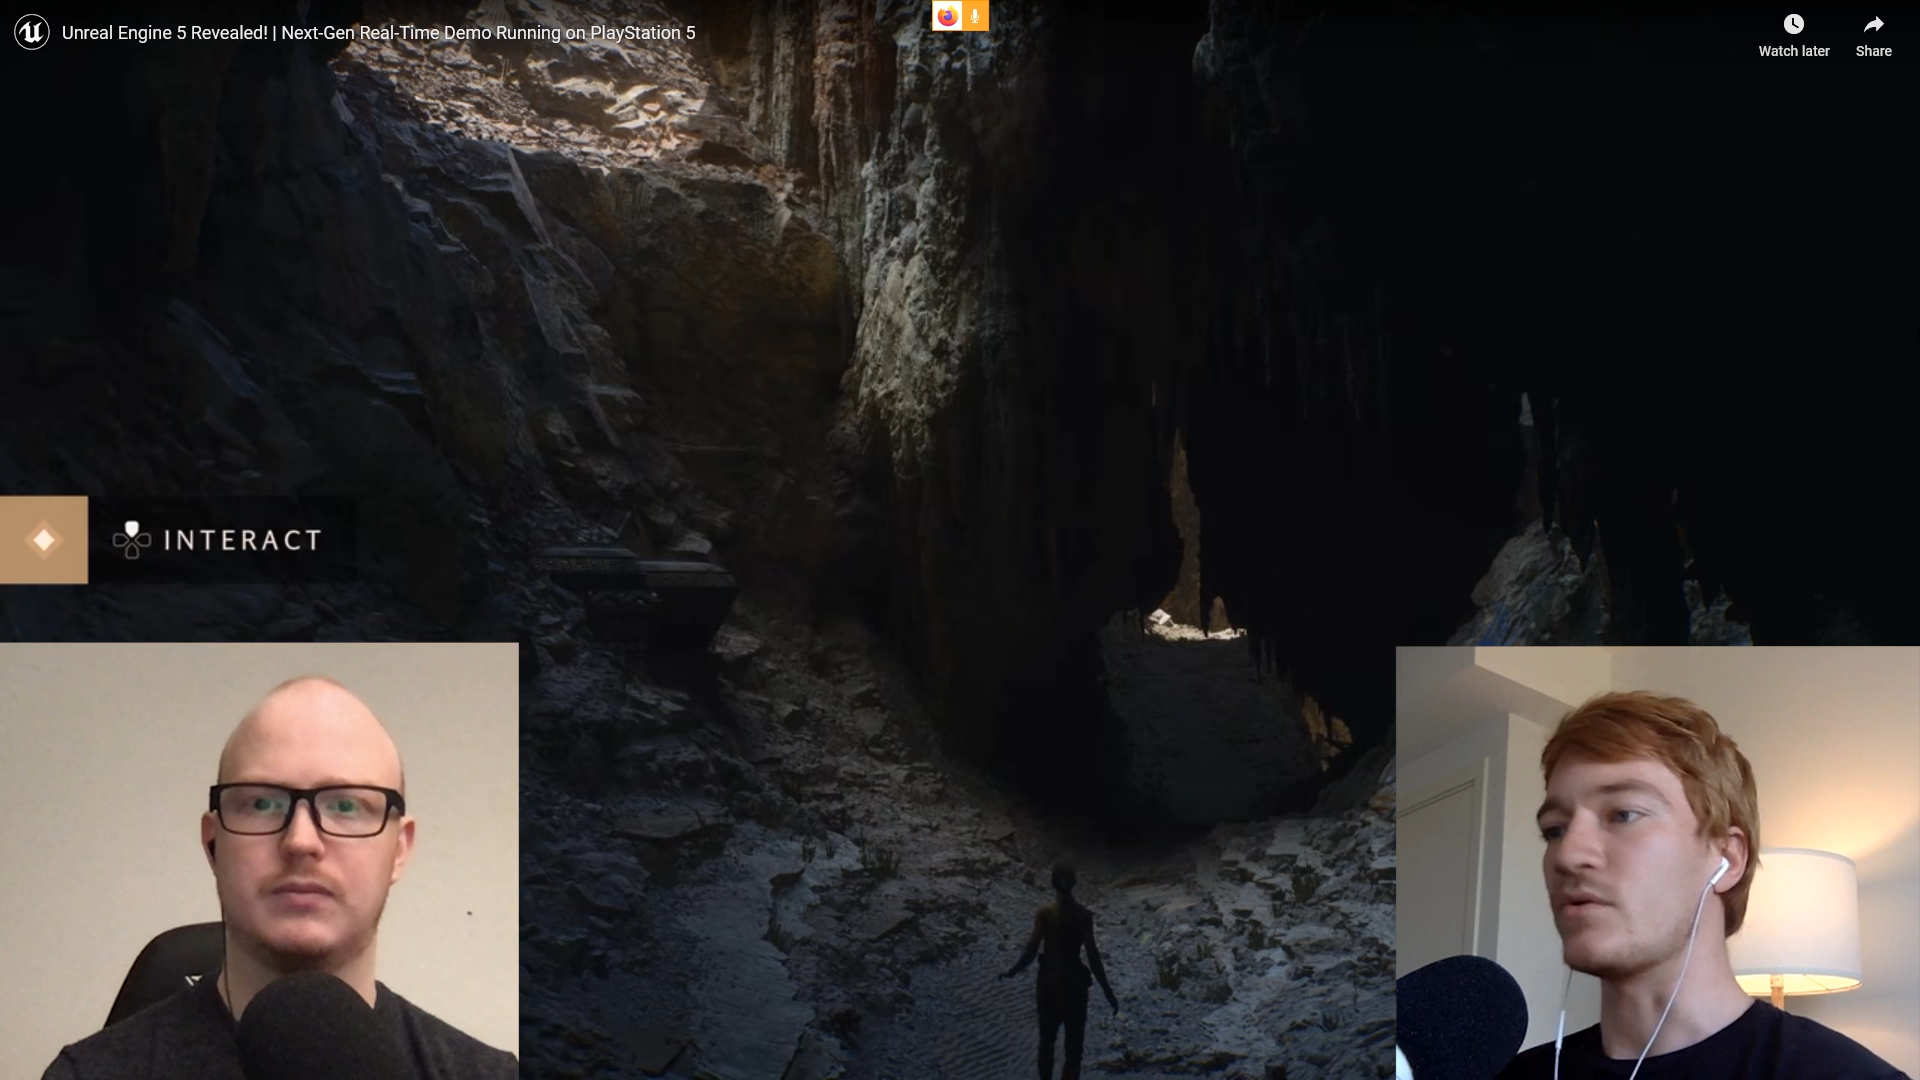 Unreal Engine 5 Revealed! | Next-Gen Real-Time Demo Running on PlayStation 5
Watch later
Share
INTERACT